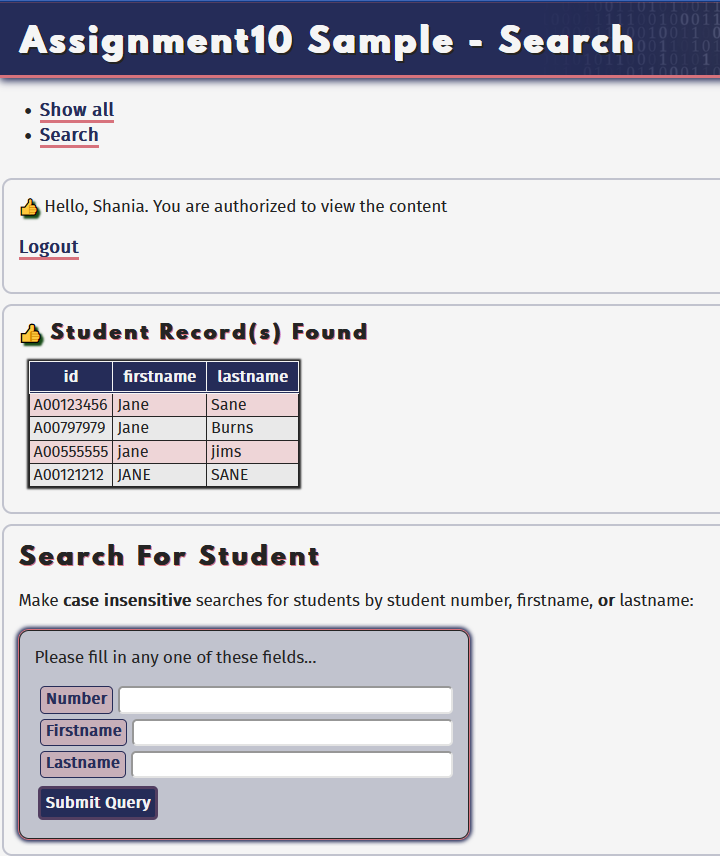 Assignment10 Sample - Search
Show all
Search
Hello, Shania. You are authorized to view the content
Logout
Student Record(s) Found
id firstname lastname
A00123456 Jane Sane
A00797979 Jane Burns
A00555555 jane jims
A00121212 JANE SANE
Search For Student
Make case insensitive searches for students by student number, firstname, or lastname:
Please fill in any one of these fields...
Number
Firstname
Lastname
Submit Query